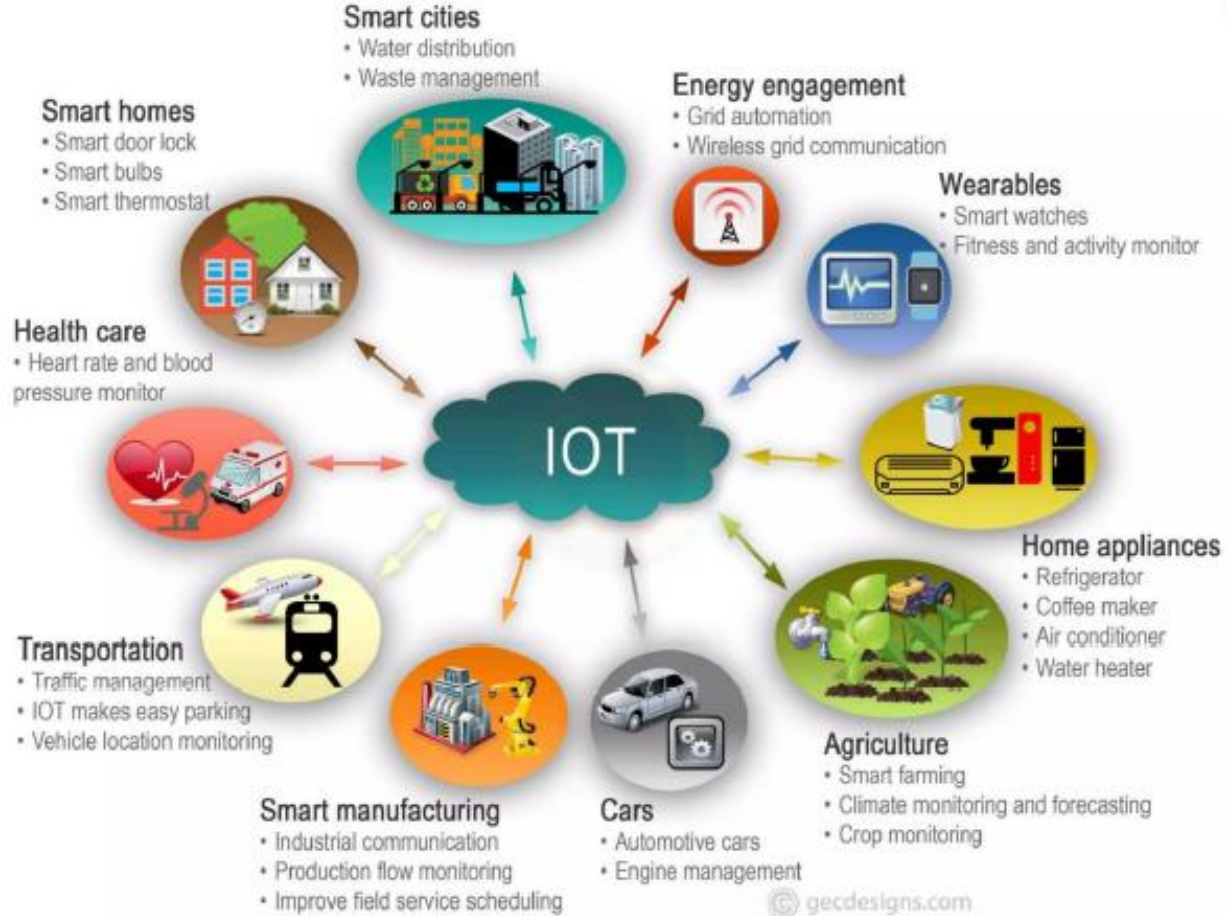 Smart cities
• Water distribution
• Waste management
Energy engagement
• Grid automation
• Wireless grid communication
Smart homes
• Smart door lock
• Smart bulbs
• Smart thermostat
Wearables
• Smart watches
• Fitness and activity monitor
Health care
• Heart rate and blood
pressure monitor
IOT
Home appliances
• Refrigerator
• Coffee maker
• Air conditioner
• Water heater
Transportation
• Traffic management
• IOT makes easy parking
• Vehicle location monitoring
Agriculture
• Smart farming
• Climate monitoring and forecasting
• Crop monitoring
Smart manufacturing
• Industrial communication
• Production flow monitoring
• Improve field service scheduling
Cars
• Automotive cars
• Engine management
© gecdesigns.com